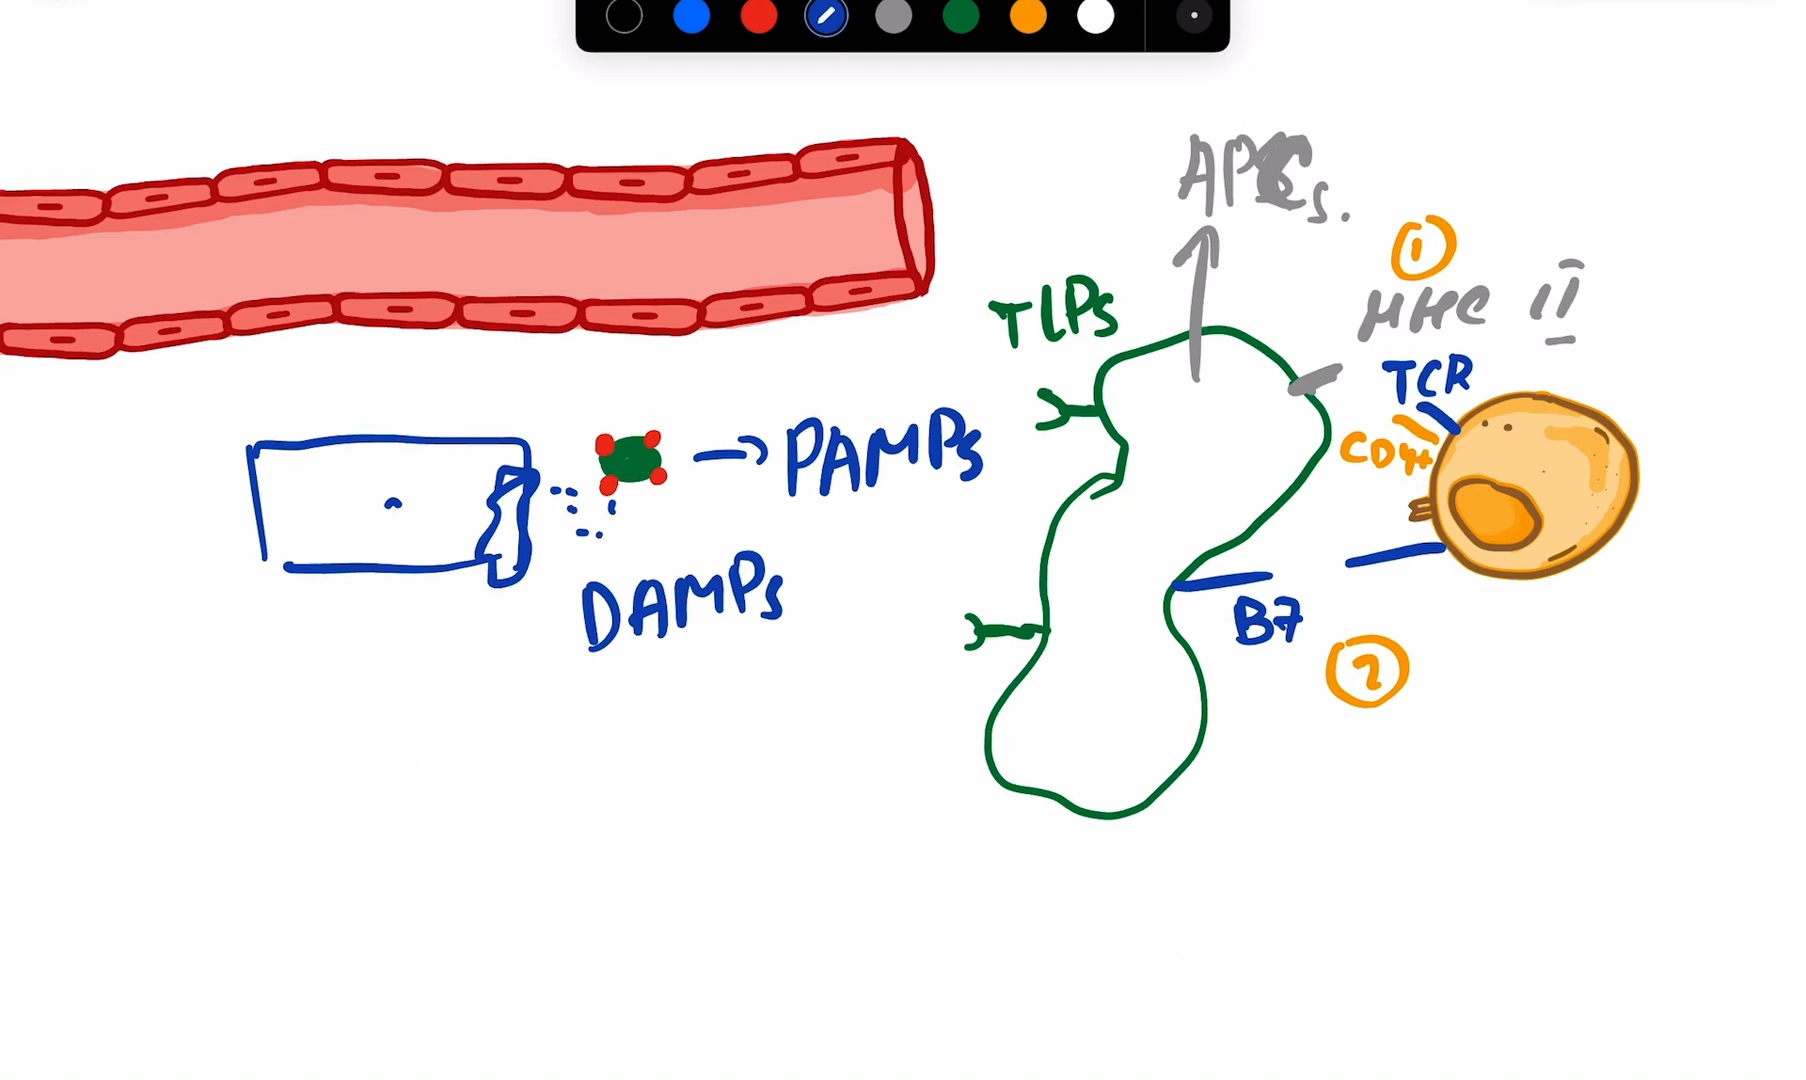 APCs.
1
MHC II
TLPs
TCR
CD4+
PAMPs
DAMPs
B7
2